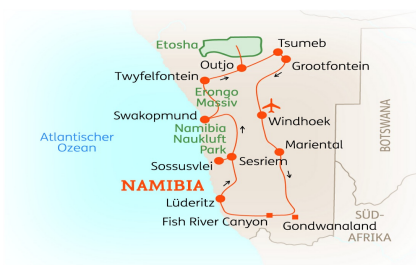 Etosha
Tsumeb
Outjo
Grootfontein
Twyfelfontein
Erongo
Massiv
Swakopmund
Windhoek
Namibia
Naukluft
Park
Atlantischer
Ozean
BOTSWANA
Mariental
Sossusvlei
Sesriem
NAMIBIA
Lüderitz
Fish River Canyon
Gondwanaland
SÜD-
AFRIKA